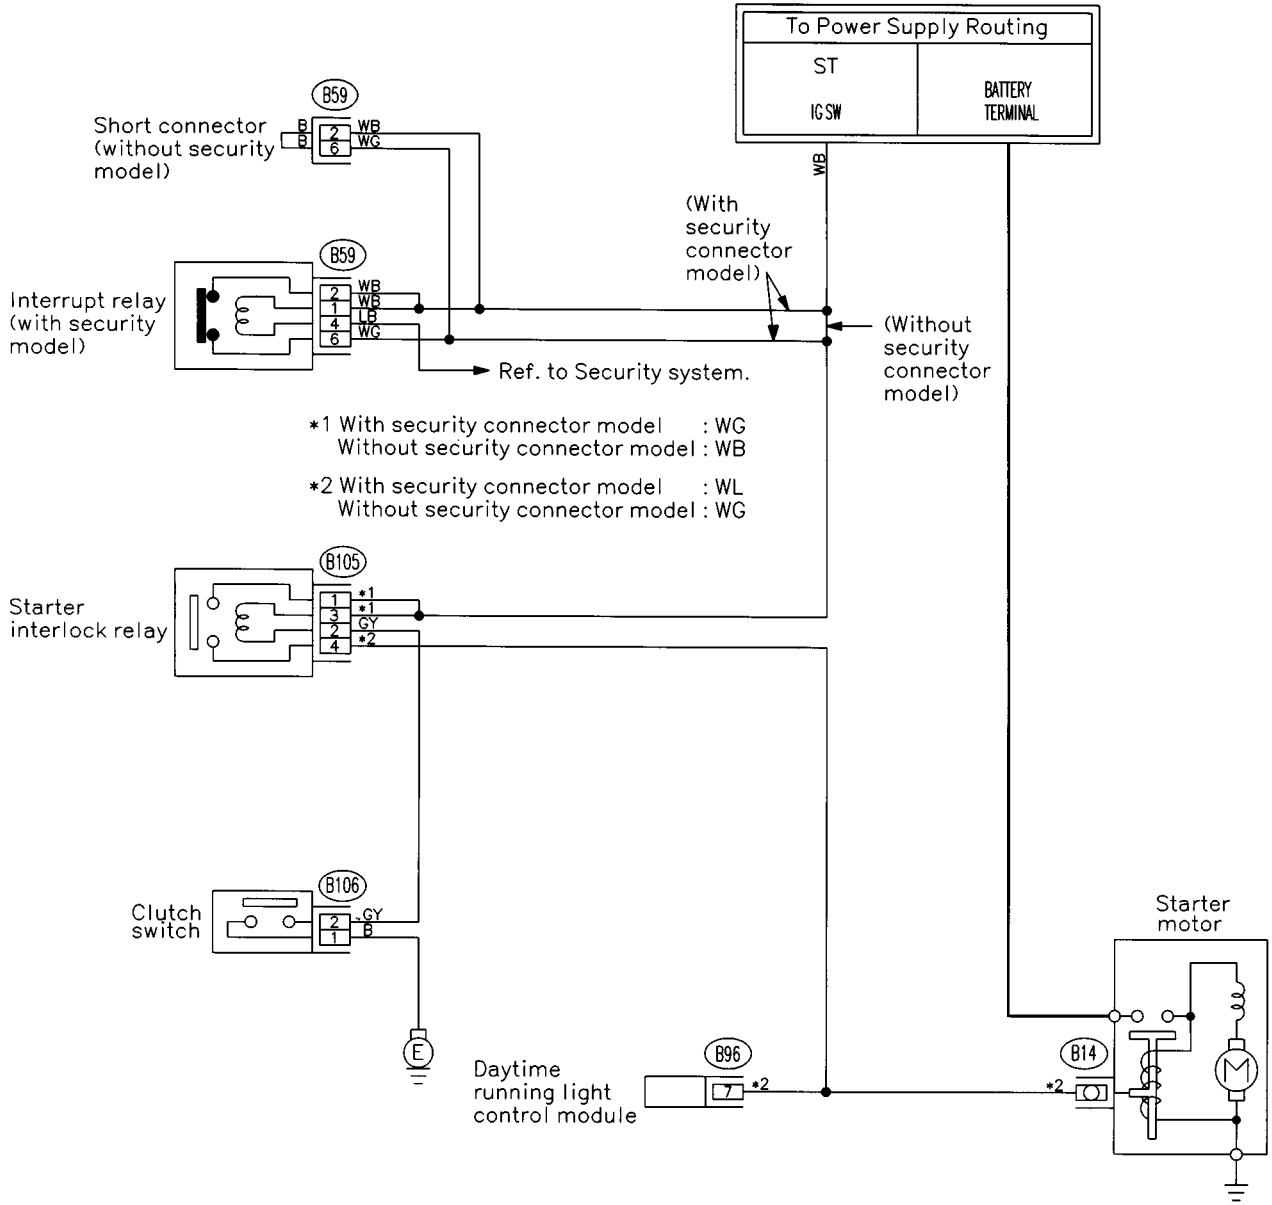 To Power Supply Routing
ST
IG SW
BATTERY
TERMINAL
B59
Short connector
(without security
model)
B
B
2
6
WB
WG
WB
(With
security
connector
model)
B59
Interrupt relay
(with security
model)
2
1
4
6
WB
WB
LB
WG
(Without
security
connector
model)
Ref. to Security system.
*1 With security connector model : WG
Without security connector model : WB
*2 With security connector model : WL
Without security connector model : WG
B105
Starter
interlock relay
1
3
2
4
*1
*1
GY
*2
B106
Clutch
switch
2
1
GY
B
E
Starter
motor
M
B14
*2
B96
Daytime
running light
control module
7
*2